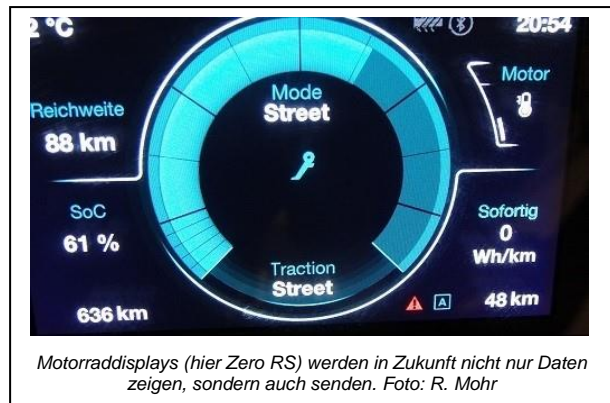 2 °C
20:54
Mode
Street
Motor
Reichweite
88 km
SoC
61 %
Sofortig
0
Wh/km
Traction
Street
A
636 km
48 km
Motorraddisplays (hier Zero RS) werden in Zukunft nicht nur Daten
zeigen, sondern auch senden. Foto: R. Mohr